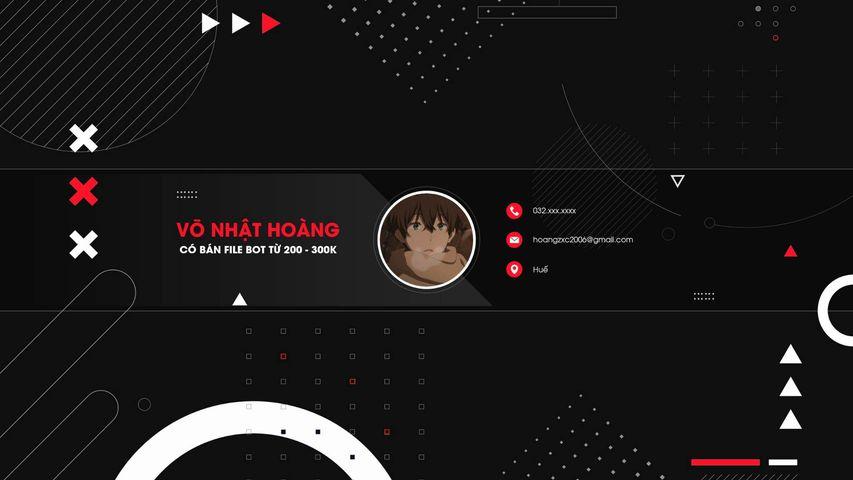 VÕ NHẬT HOÀNG
CÓ BÁN FILE BOT TỪ 200 - 300K
032.xxx.xxxx
hoangzxc2006@gmail.com
Huế